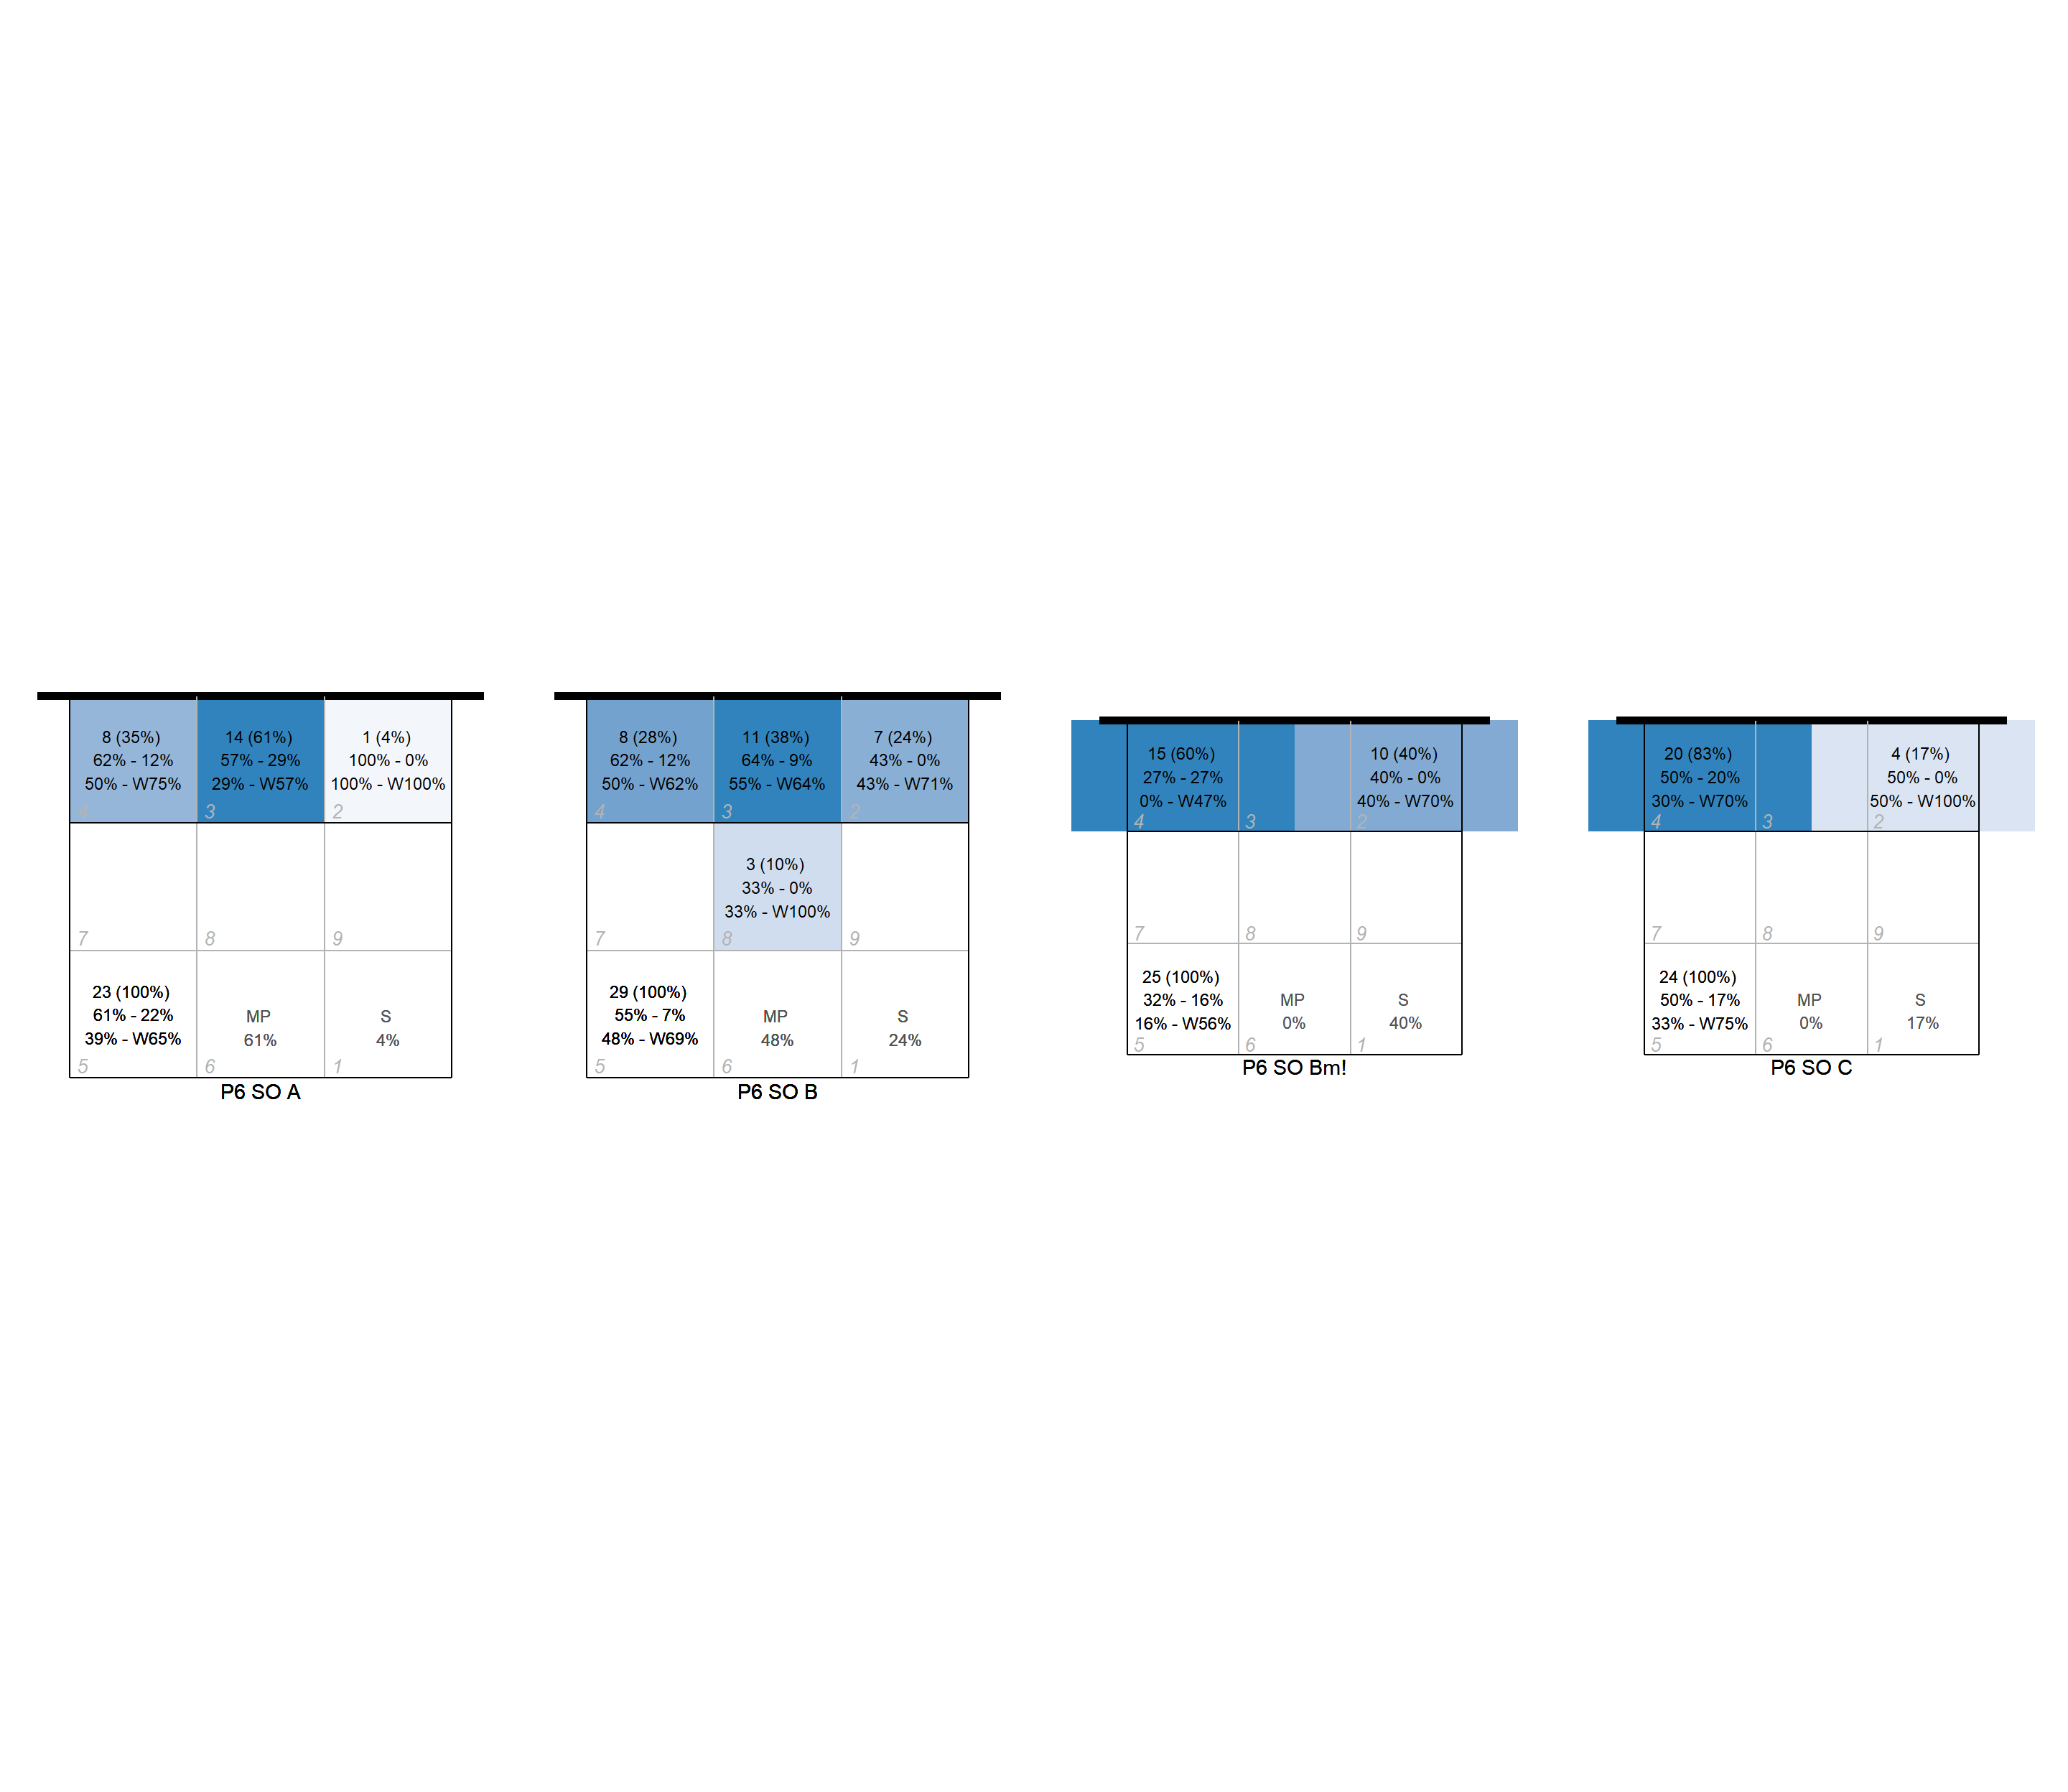 8 (35%)
62% - 12%
50% - W75%
4
14 (61%)
57% - 29%
29% - W57%
3
1 (4%)
100% - 0%
100% - W100%
2
7
8
9
23 (100%)
61% - 22%
39% - W65%
5
MP
61%
6
S
4%
1
P6 SO A
8 (28%)
62% - 12%
50% - W62%
4
11 (38%)
64% - 9%
55% - W64%
3
7 (24%)
43% - 0%
43% - W71%
2
7
3 (10%)
33% - 0%
33% - W100%
8
9
29 (100%)
55% - 7%
48% - W69%
5
MP
48%
6
S
24%
1
P6 SO B
15 (60%)
27% - 27%
0% - W47%
4
3
10 (40%)
40% - 0%
40% - W70%
2
7
8
9
25 (100%)
32% - 16%
16% - W56%
5
MP
0%
6
S
40%
1
P6 SO Bm!
20 (83%)
50% - 20%
30% - W70%
4
3
4 (17%)
50% - 0%
50% - W100%
2
7
8
9
24 (100%)
50% - 17%
33% - W75%
5
MP
0%
6
S
17%
1
P6 SO C